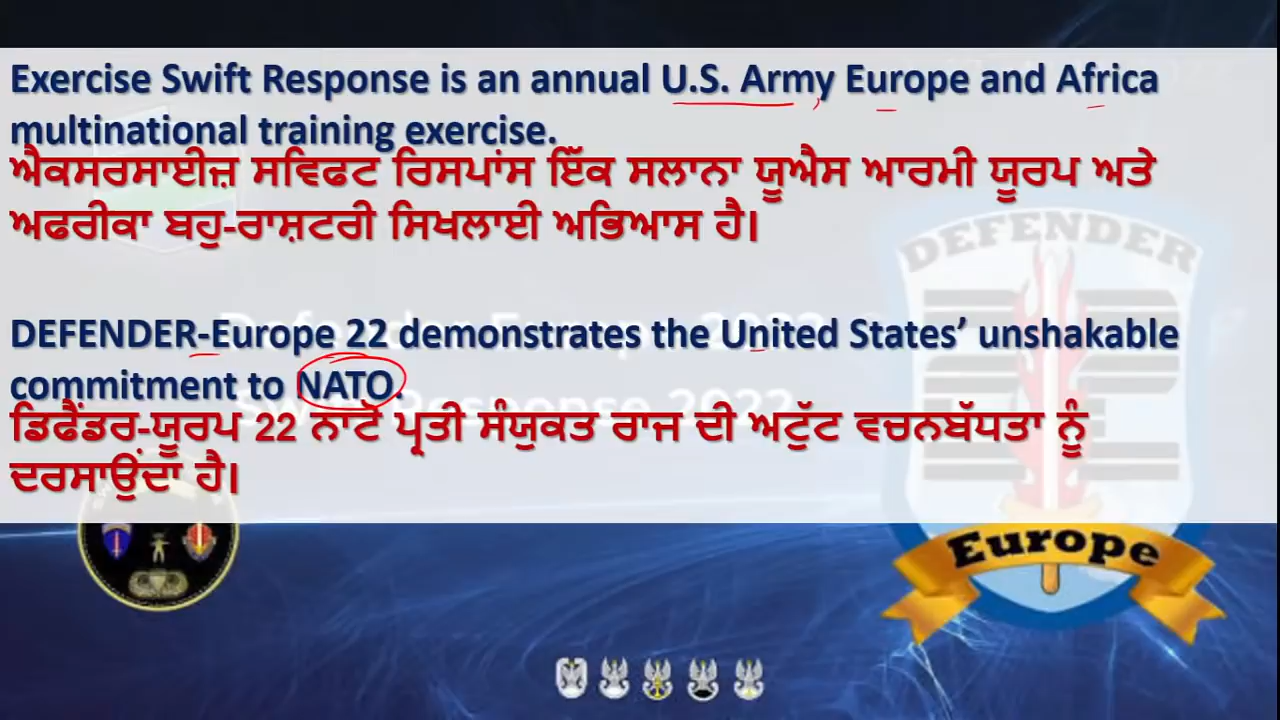 Exercise Swift Response is an annual U.S. Army Europe and Africa
multinational training exercise.
ਐਕਸਰਸਾਈਜ਼ ਸਵਿਫਟ ਰਿਸਪਾਂਸ ਇੱਕ ਸਲਾਨਾ ਯੂਐਸ ਆਰਮੀ ਯੂਰਪ ਅਤੇ
ਅਫਰੀਕਾ ਬਹੁ-ਰਾਸ਼ਟਰੀ ਸਿਖਲਾਈ ਅਭਿਆਸ ਹੈ।
DEFENDER
DEFENDER-Europe 22 demonstrates the United States’ unshakable
commitment to NATO.
ਡਿਫੈਂਡਰ-ਯੂਰਪ 22 ਨਾਟੋ ਪ੍ਰਤੀ ਸੰਯੁਕਤ ਰਾਜ ਦੀ ਅਟੁੱਟ ਵਚਨਬੱਧਤਾ ਨੂੰ
ਦਰਸਾਉਂਦਾ ਹੈ।
Europe